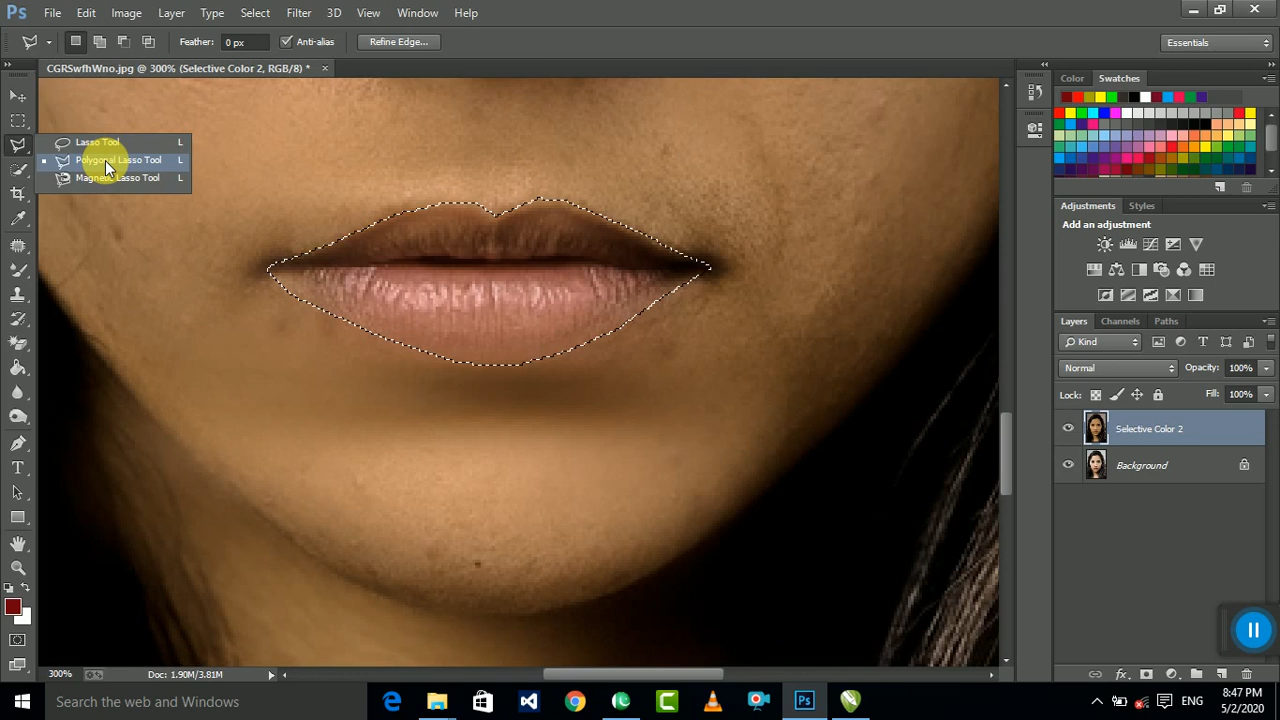 Ps File Edit Image Layer Type Select Filter 3D View Window Help
Feather: 0 px Anti-alias Refine Edge... Essentials
CGRSwfhWno.jpg @ 300% (Selective Color 2, RGB/8) *
Color Swatches
Lasso Tool L
Polygonal Lasso Tool L
Magnetic Lasso Tool L
Adjustments Styles
Add an adjustment
Layers Channels Paths
Kind
Normal Opacity: 100%
Lock: Fill: 100%
Selective Color 2
Background
300% Doc: 1.90M/3.81M
Search the web and Windows
Ps
ENG
8:47 PM
5/2/2020